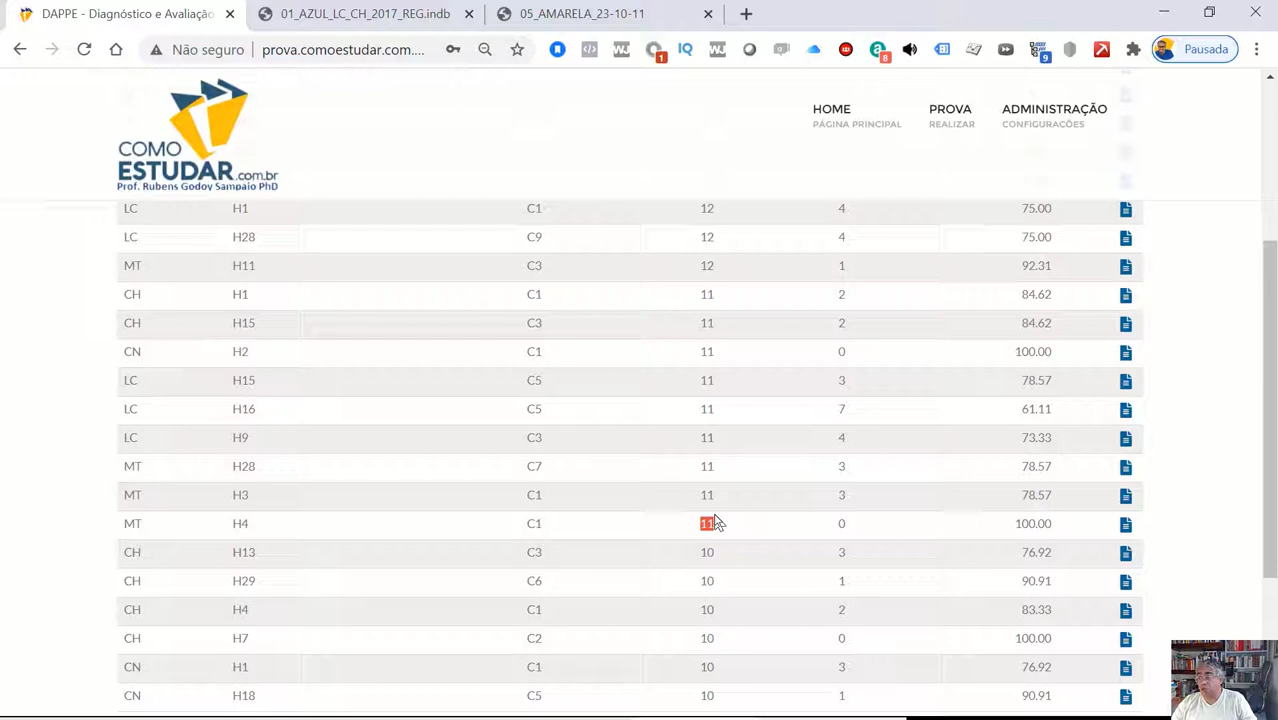 DAPPE - Diagnóstico e Avaliação
01_AZUL_LC_CH_2017_REG.indb
05_AMARELA_23-10-11
Não seguro
prova.comoestudar.com....
WJ
1
IQ
WJ
a
8
9
Pausada
COMO
ESTUDAR.com.br
Prof. Rubens Godoy Sampaio PhD
HOME
PÁGINA PRINCIPAL
PROVA
REALIZAR
ADMINISTRAÇÃO
CONFIGURAÇÕES
LC H1 C1 12 4 75.00
LC H28 C9 12 4 75.00
MT H11 C3 12 1 92.31
CH H1 C1 11 2 84.62
CH H15 C3 11 2 84.62
CN H2 C1 11 0 100.00
LC H15 C5 11 3 78.57
LC H16 C5 11 7 61.11
LC H9 C3 11 4 73.33
MT H28 C7 11 3 78.57
MT H3 C1 11 3 78.57
MT H4 C1 11 0 100.00
CH H13 C3 10 3 76.92
CH H29 C6 10 1 90.91
CH H4 C1 10 2 83.33
CH H7 C2 10 0 100.00
CN H1 C1 10 3 76.92
CN H18 C5 10 1 90.91